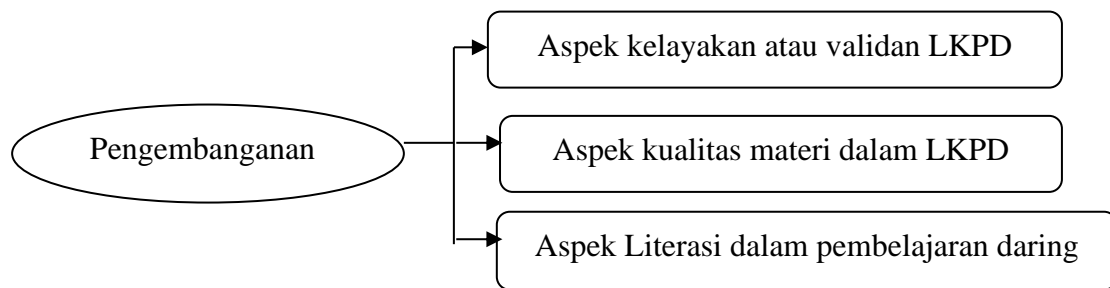 Aspek kelayakan atau validan LKPD
Pengembanganan
Aspek kualitas materi dalam LKPD
Aspek Literasi dalam pembelajaran daring